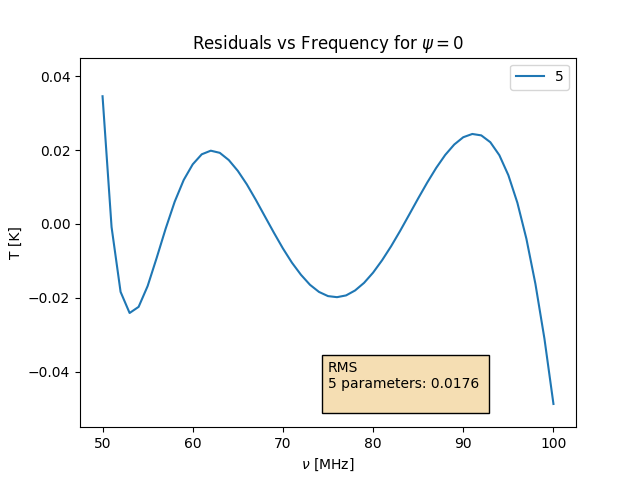 Residuals vs Frequency for ψ = 0
5
0.04
0.02
0.00
−0.02
−0.04
T [K]
RMS
5 parameters: 0.0176
50 60 70 80 90 100
ν [MHz]